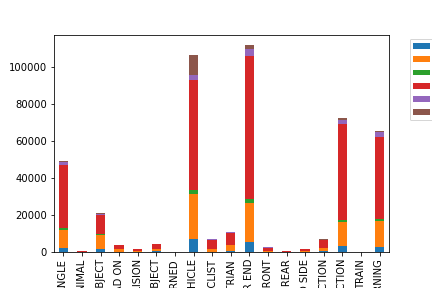 100000
80000
60000
40000
20000
0
NGLE
NIMAL
BJECT
AD ON
ISION
BJECT
RNED
HICLE
CLIST
TRIAN
R END
RONT
REAR
D SIDE
CTION
CTION
TRAIN
RNING